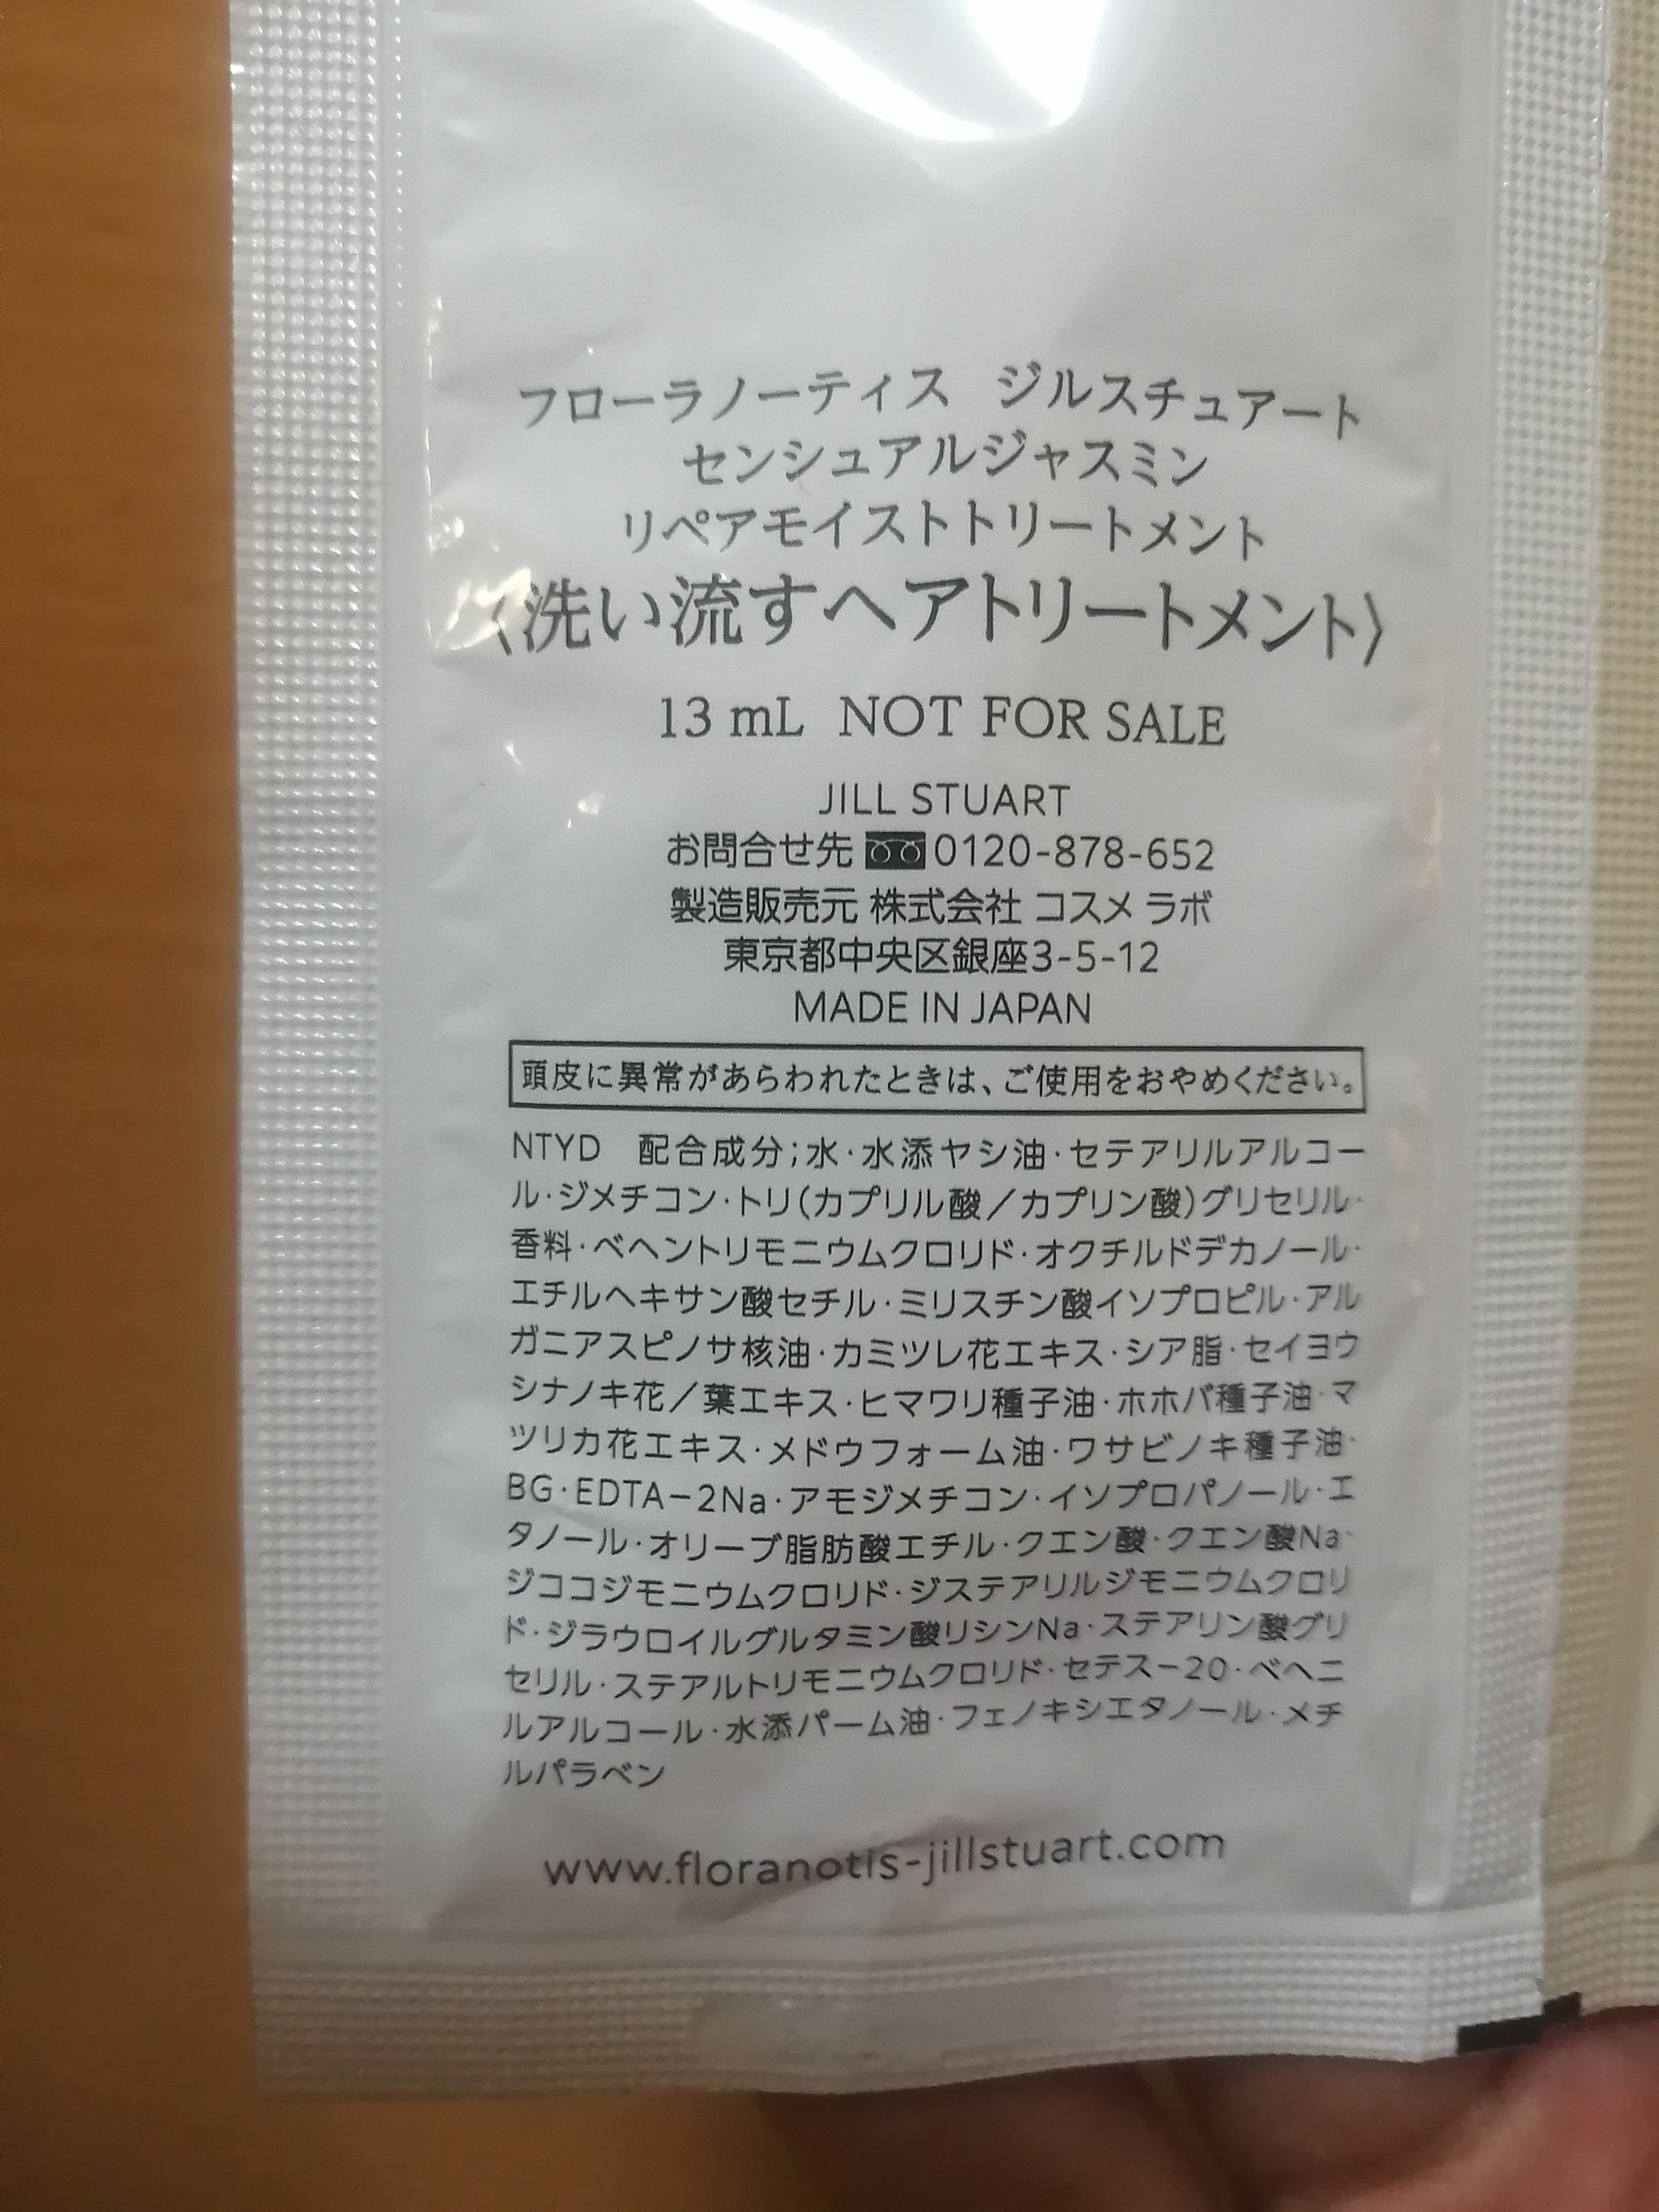 フローラノーティス ジルスチュアート
センシュアルジャスミン
リペアモイストトリートメント
〈洗い流すヘアトリートメント〉
13 mL NOT FOR SALE
JILL STUART
お問合せ先 0120-878-652
製造販売元 株式会社 コスメ ラボ
東京都中央区銀座3-5-12
MADE IN JAPAN
頭皮に異常があらわれたときは、ご使用をおやめください。
NTYD 配合成分;水・水添ヤシ油・セテアリルアルコー
ル・ジメチコン・トリ(カプリル酸/カプリン酸)グリセリル・
香料・ベヘントリモニウムクロリド・オクチルドデカノール・
エチルヘキサン酸セチル・ミリスチン酸イソプロピル・アル
ガニアスピノサ核油・カミツレ花エキス・シア脂・セイヨウ
シナノキ花/葉エキス・ヒマワリ種子油・ホホバ種子油・マ
ツリカ花エキス・メドウフォーム油・ワサビノキ種子油・
BG・EDTA-2Na・アモジメチコン・イソプロパノール・エ
タノール・オリーブ脂肪酸エチル・クエン酸・クエン酸Na・
ジココジモニウムクロリド・ジステアリルジモニウムクロリ
ド・ジラウロイルグルタミン酸リシンNa・ステアリン酸グリ
セリル・ステアルトリモニウムクロリド・セテス-20・ベヘニ
ルアルコール・水添パーム油・フェノキシエタノール・メチ
ルパラベン
www.floranotis-jillstuart.com